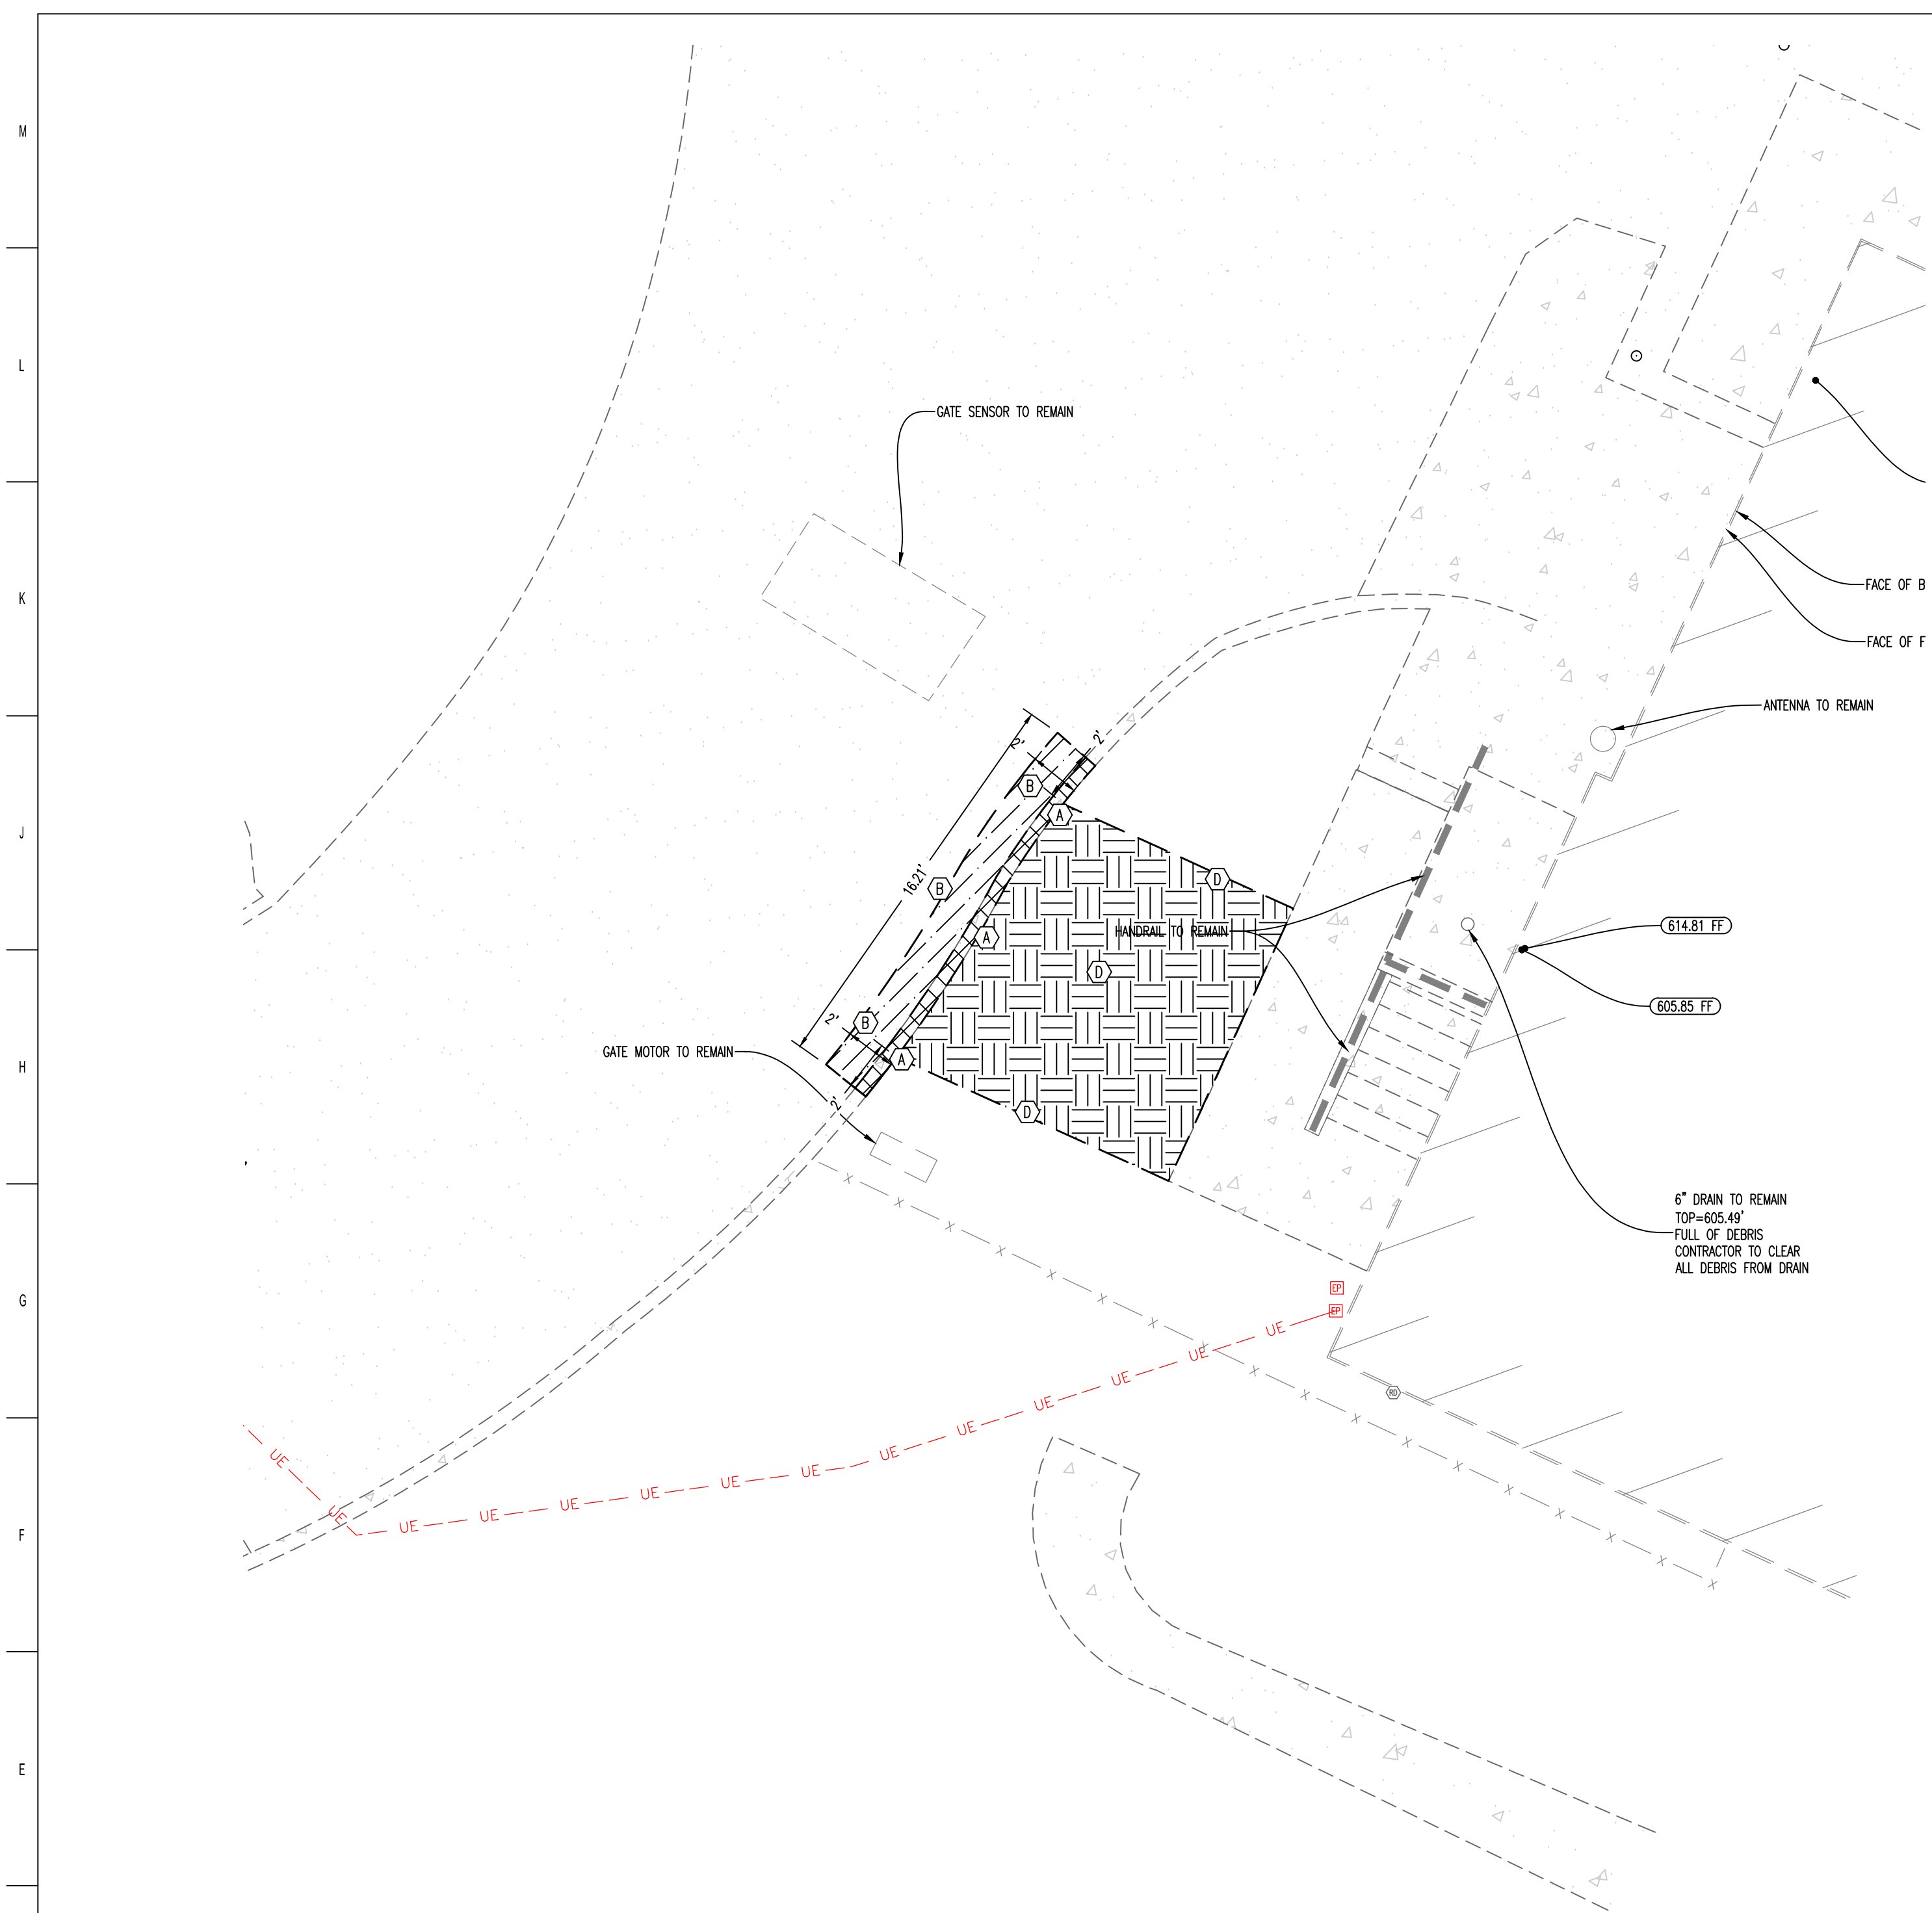 M
L
GATE SENSOR TO REMAIN
K
FACE OF B
FACE OF F
ANTENNA TO REMAIN
2'
2'
B
A
J
16.21'
D
B
HANDRAIL TO REMAIN
614.81 FF
A
D
605.85 FF
2'
B
GATE MOTOR TO REMAIN
A
H
2'
D
6" DRAIN TO REMAIN
TOP=605.49'
FULL OF DEBRIS
CONTRACTOR TO CLEAR
ALL DEBRIS FROM DRAIN
G
EP
EP
UE
UE
UE
UE
UE
UE
RD
UE
UE
UE
UE
UE
UE
UE
UE
F
E